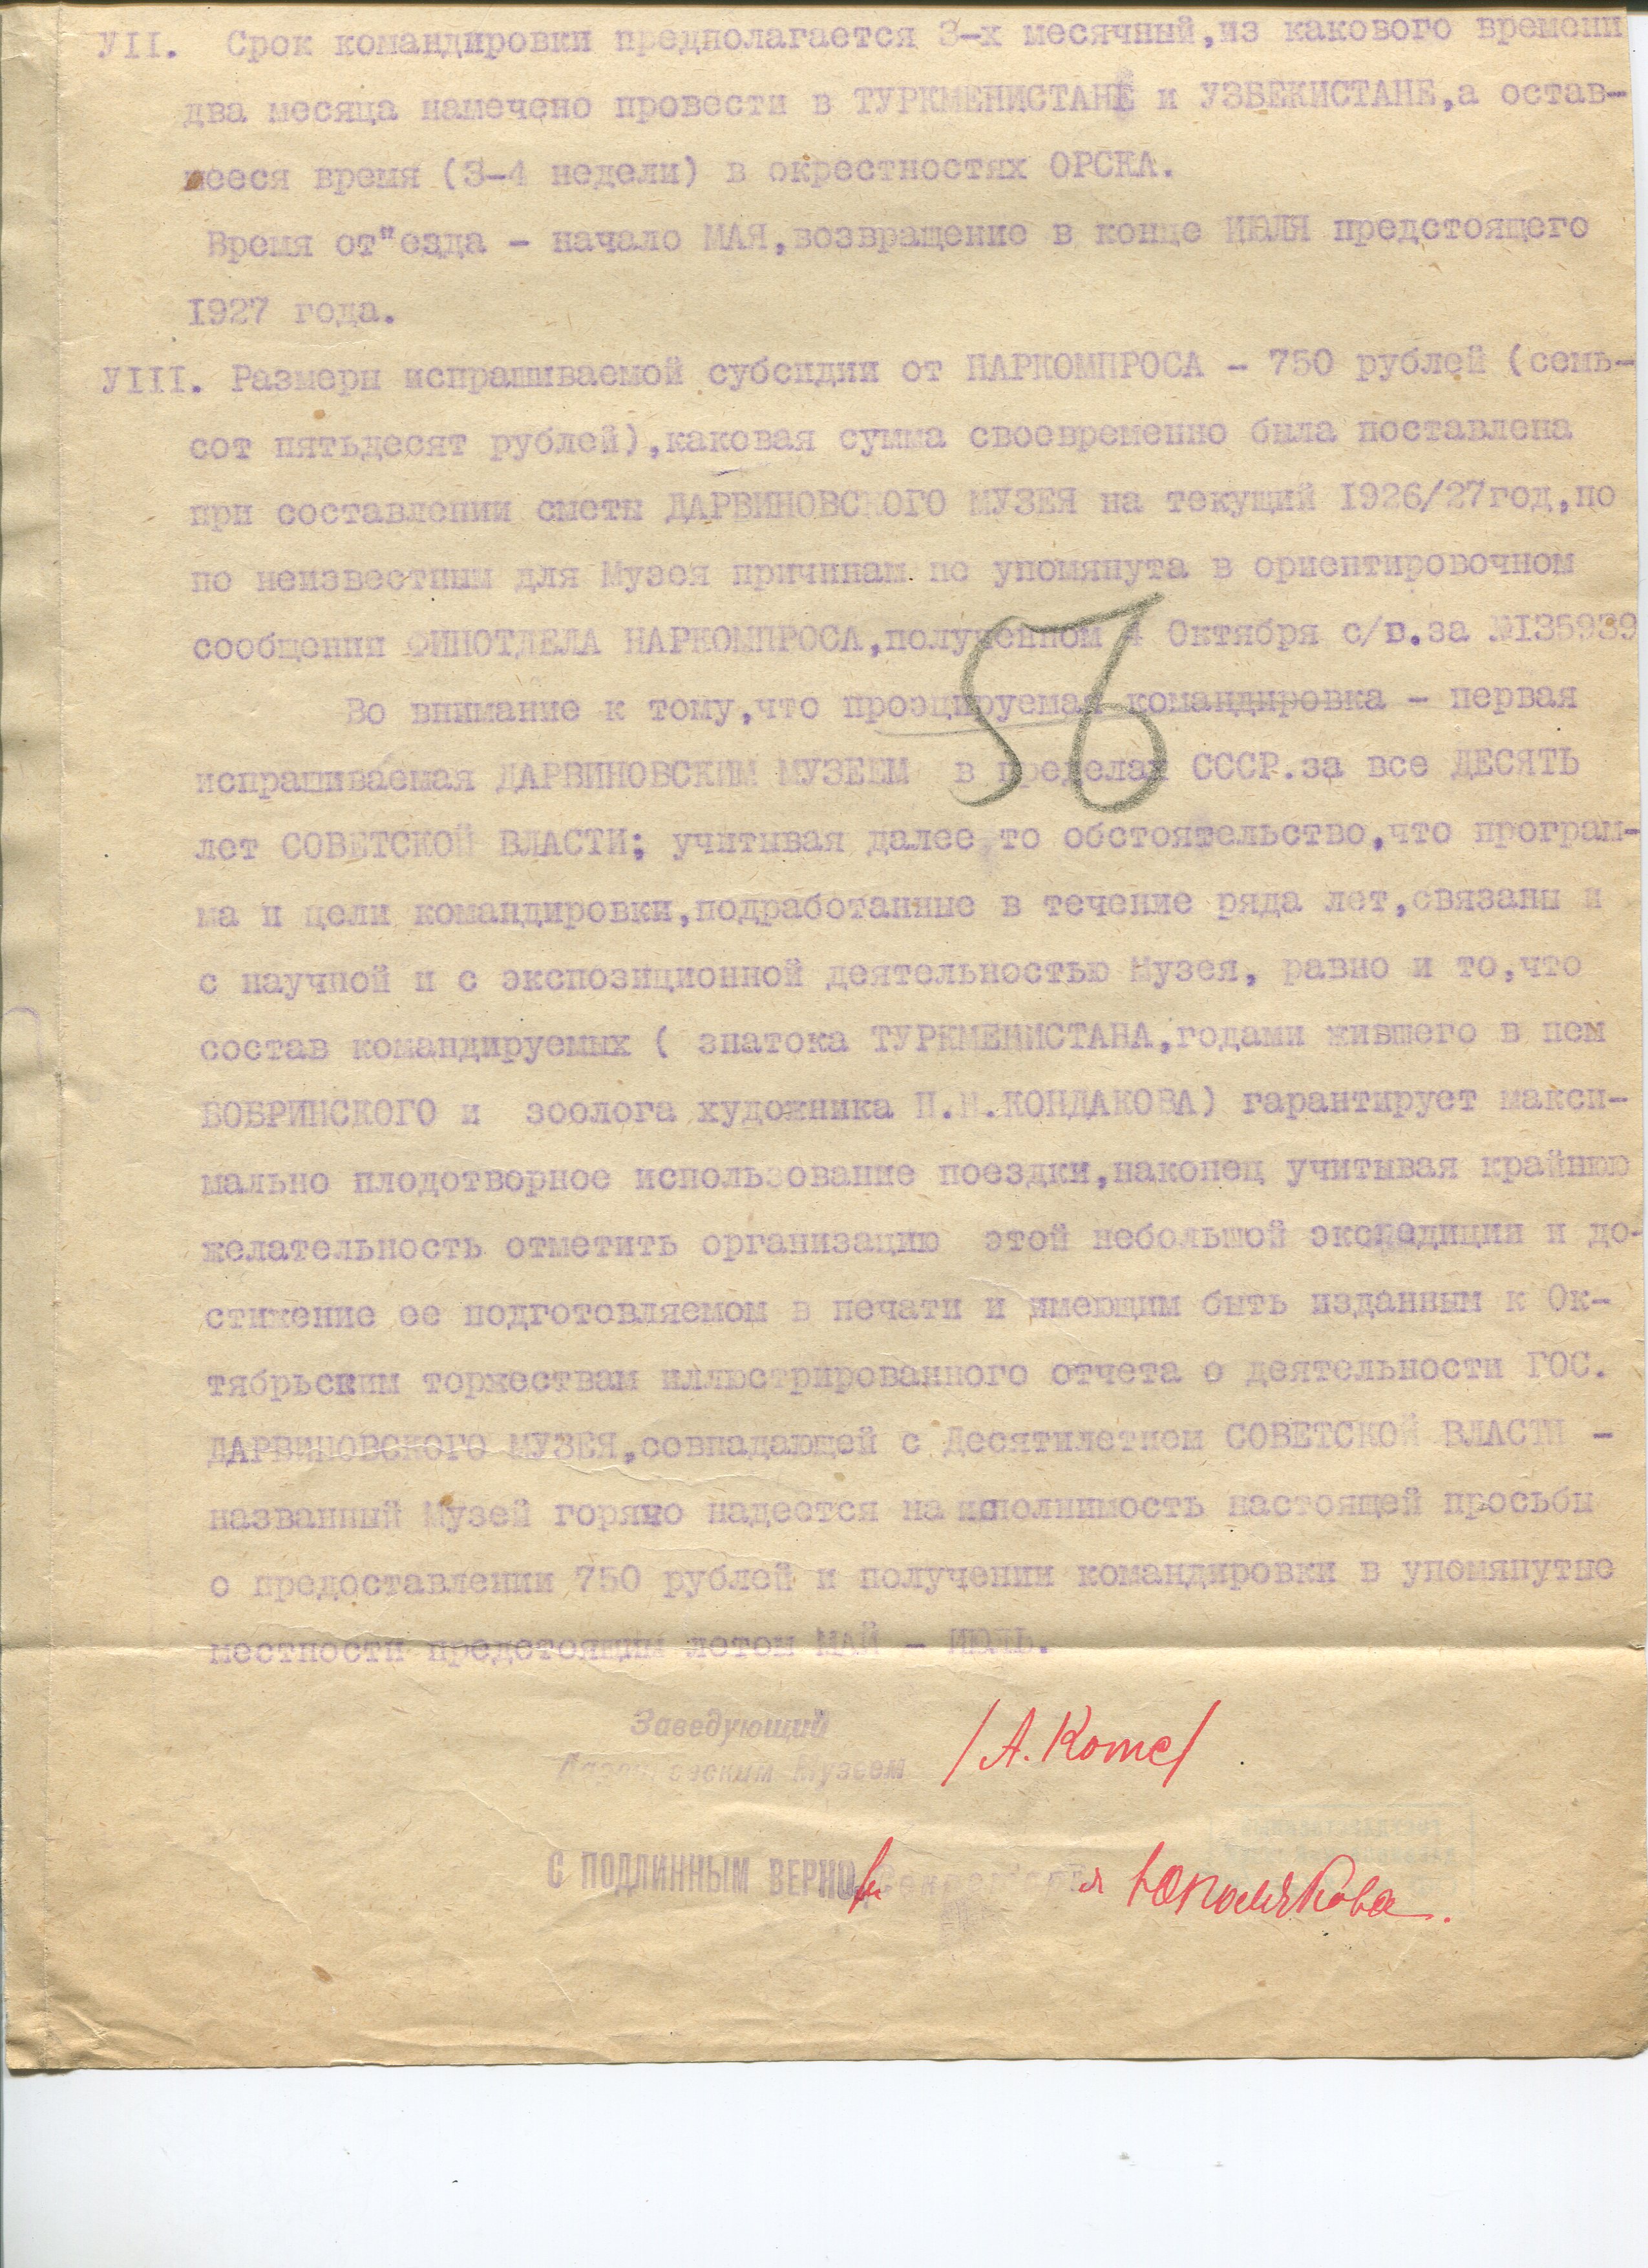 УII. Срок командировки предполагается 3-х месячный,из какового времени
два месяца намечено провести в ТУРКМЕНИСТАНЕ и УЗБЕКИСТАНЕ,а остав-
шееся время (3-4 недели) в окрестностях ОРСКА.
Время от"езда - начало МАЯ,возвращение в конце ИЮЛЯ предстоящего
1927 года.
УIII. Размеры испрашиваемой субсидии от НАРКОМПРОСА - 750 рублей (семь-
сот пятьдесят рублей),каковая сумма своевременно была поставлена
при составлении сметы ДАРВИНОВСКОГО МУЗЕЯ на текущий 1926/27год,но
по неизвестным для Музея причинам не упомянута в ориентировочном
сообщении ФИНОТДЕЛА НАРКОМПРОСА,полученном 4 Октября с/г.за №135939
56
Во внимание к тому,что проэцируемая командировка - первая
испрашиваемая ДАРВИНОВСКИМ МУЗЕЕМ в пределах СССР.за все ДЕСЯТЬ
лет СОВЕТСКОЙ ВЛАСТИ; учитывая далее то обстоятельство,что програм-
ма и цели командировки,подработанные в течение ряда лет,связаны и
с научной и с экспозиционной деятельностью Музея, равно и то,что
состав командируемых ( знатока ТУРКМЕНИСТАНА,годами жившего в нем
БОБРИНСКОГО и зоолога художника Н.Н.КОНДАКОВА) гарантирует макси-
мально плодотворное использование поездки,наконец учитывая крайнюю
желательность отметить организацию этой небольшой экспедиции и до-
стижение ее подготовляемом в печати и имеющим быть изданным к Ок-
тябрьским торжествам иллюстрированного отчета о деятельности ГОС.
ДАРВИНОВСКОГО МУЗЕЯ,совпадающей с Десятилетием СОВЕТСКОЙ ВЛАСТИ -
названный Музей горячо надеется на исполнимость настоящей просьбы
о предоставлении 750 рублей и получении командировки в упомянутые
местности предстоящим летом МАЙ - ИЮЛЬ.
Заведующий
Дарвиновским Музеем /А.Котс/
С ПОДЛИННЫМ ВЕРНО